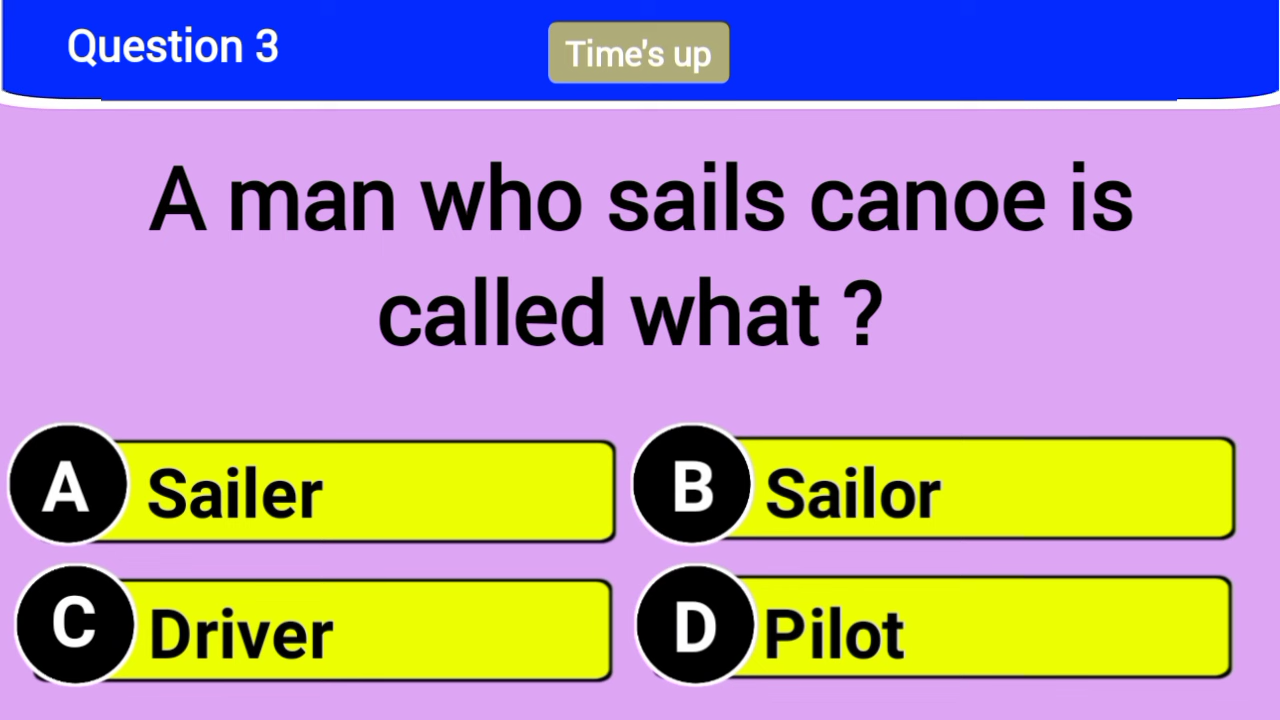 Question 3
Time's up
A man who sails canoe is
called what ?
A Sailer
B Sailor
C Driver
D Pilot